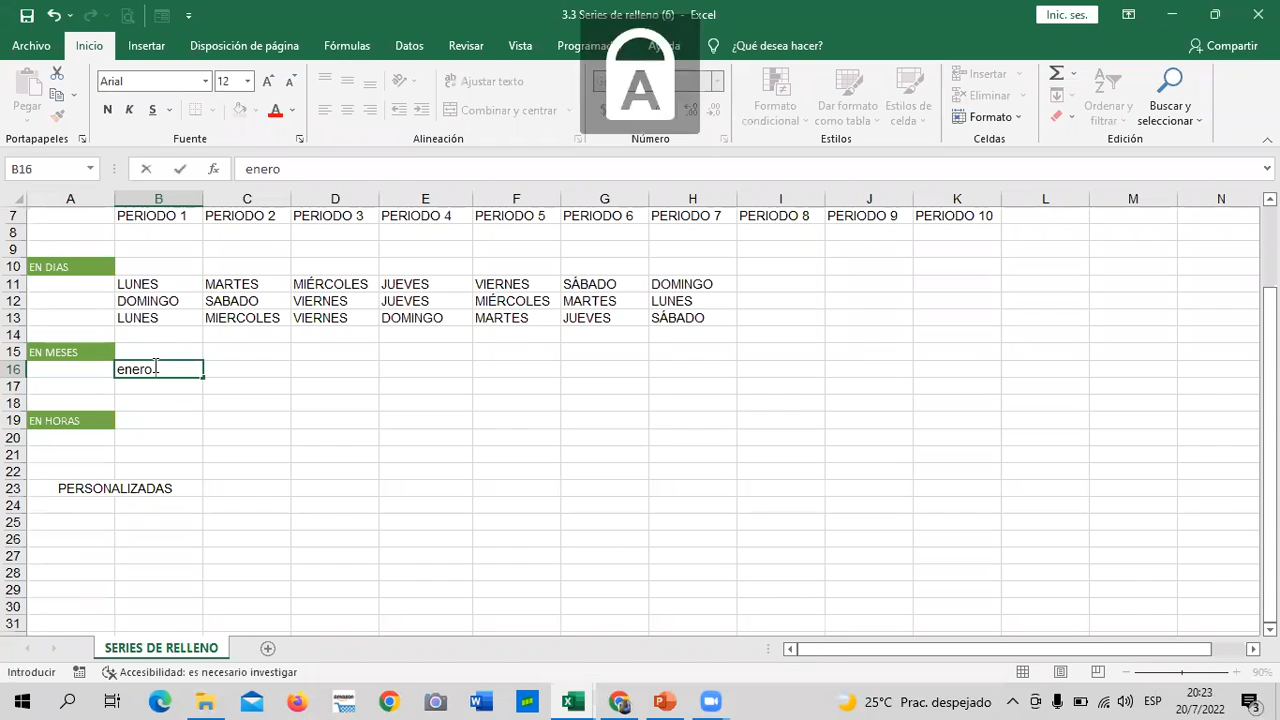 3.3 Series de relleno (6) - Excel
Inic. ses.
Archivo Inicio Insertar Disposición de página Fórmulas Datos Revisar Vista Programador Ayuda ¿Qué desea hacer? Compartir
A
Pegar
Portapapeles
Arial 12
N K S A
Fuente
Ajustar texto
Combinar y centrar
Alineación
Número
Formato condicional
Dar formato como tabla
Estilos de celda
Estilos
Insertar
Eliminar
Formato
Celdas
Ordenar y filtrar
Buscar y seleccionar
Edición
B16 fx enero
A B C D E F G H I J K L M N
7 PERIODO 1 PERIODO 2 PERIODO 3 PERIODO 4 PERIODO 5 PERIODO 6 PERIODO 7 PERIODO 8 PERIODO 9 PERIODO 10
8
9
10 EN DIAS
11 LUNES MARTES MIÉRCOLES JUEVES VIERNES SÁBADO DOMINGO
12 DOMINGO SABADO VIERNES JUEVES MIÉRCOLES MARTES LUNES
13 LUNES MIERCOLES VIERNES DOMINGO MARTES JUEVES SÁBADO
14
15 EN MESES
16 enero
17
18
19 EN HORAS
20
21
22
23 PERSONALIZADAS
24
25
26
27
28
29
30
31
SERIES DE RELLENO
Introducir Accesibilidad: es necesario investigar 90%
25°C Prac. despejado ESP 20:23
20/7/2022 3